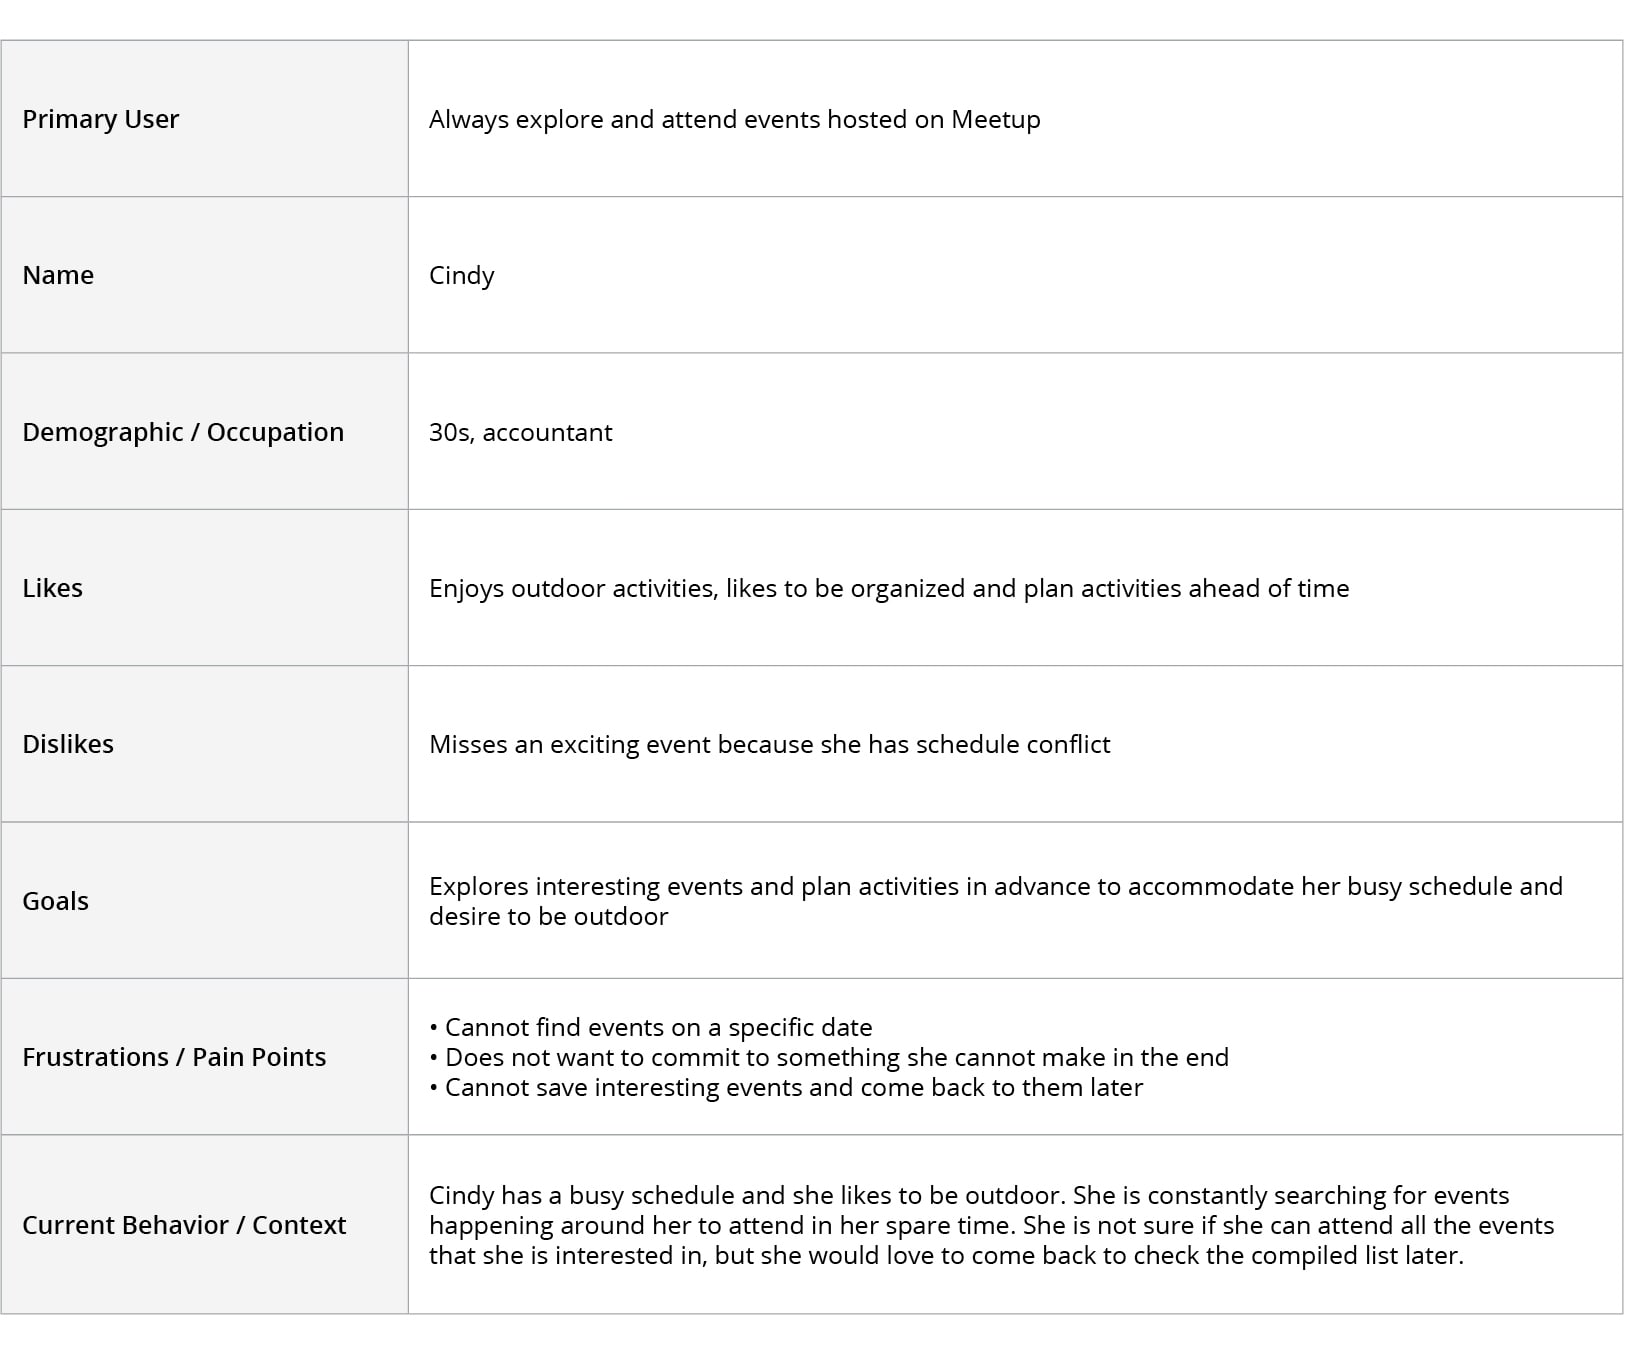 Primary User
Always explore and attend events hosted on Meetup
Name
Cindy
Demographic / Occupation
30s, accountant
Likes
Enjoys outdoor activities, likes to be organized and plan activities ahead of time
Dislikes
Misses an exciting event because she has schedule conflict
Goals
Explores interesting events and plan activities in advance to accommodate her busy schedule and
desire to be outdoor
Frustrations / Pain Points
• Cannot find events on a specific date
• Does not want to commit to something she cannot make in the end
• Cannot save interesting events and come back to them later
Current Behavior / Context
Cindy has a busy schedule and she likes to be outdoor. She is constantly searching for events
happening around her to attend in her spare time. She is not sure if she can attend all the events
that she is interested in, but she would love to come back to check the compiled list later.